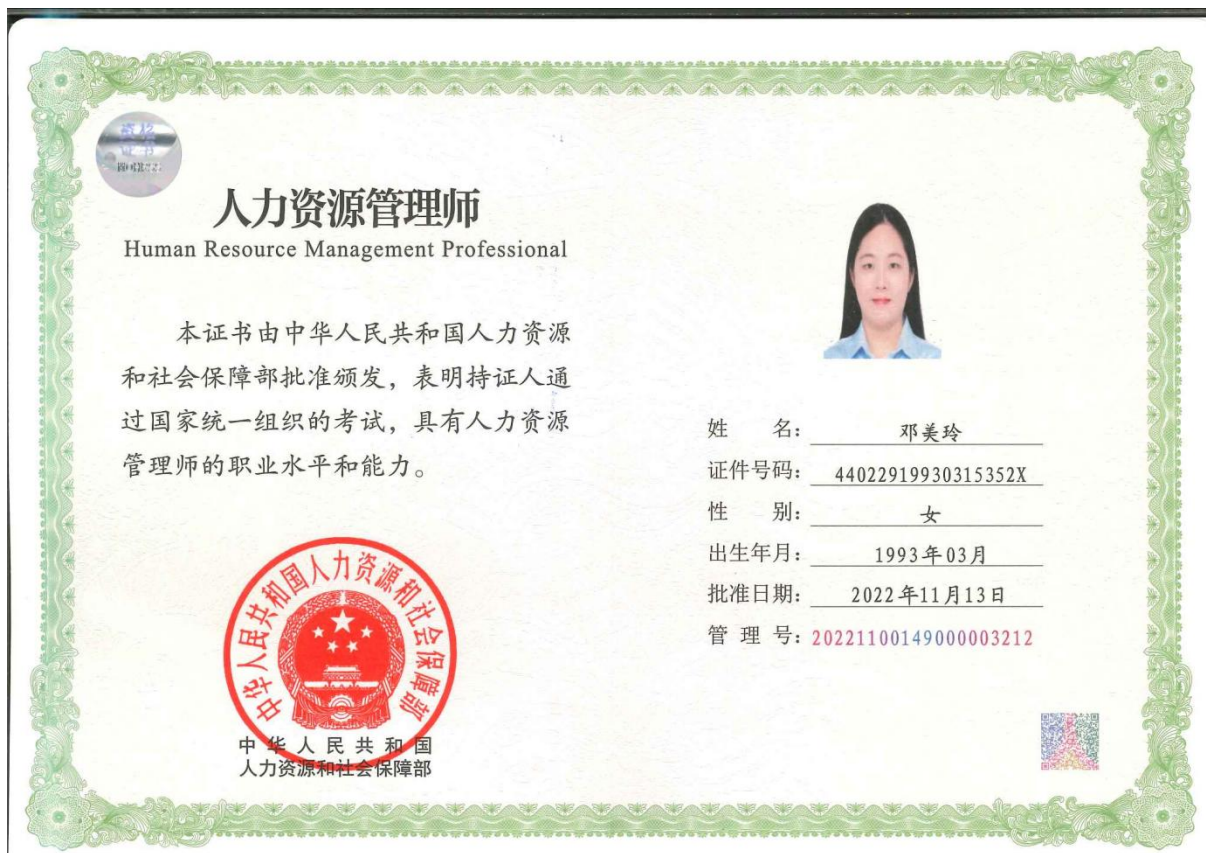 资格
证书
人力资源管理师
Human Resource Management Professional
本证书由中华人民共和国人力资源
和社会保障部批准颁发，表明持证人通
过国家统一组织的考试，具有人力资源
管理师的职业水平和能力。
中华人民共和国人力资源和社会保障部
中华人民共和国
人力资源和社会保障部
姓名：邓美玲
证件号码：44022919930315352X
性别：女
出生年月：1993年03月
批准日期：2022年11月13日
管理号：20221100149000003212